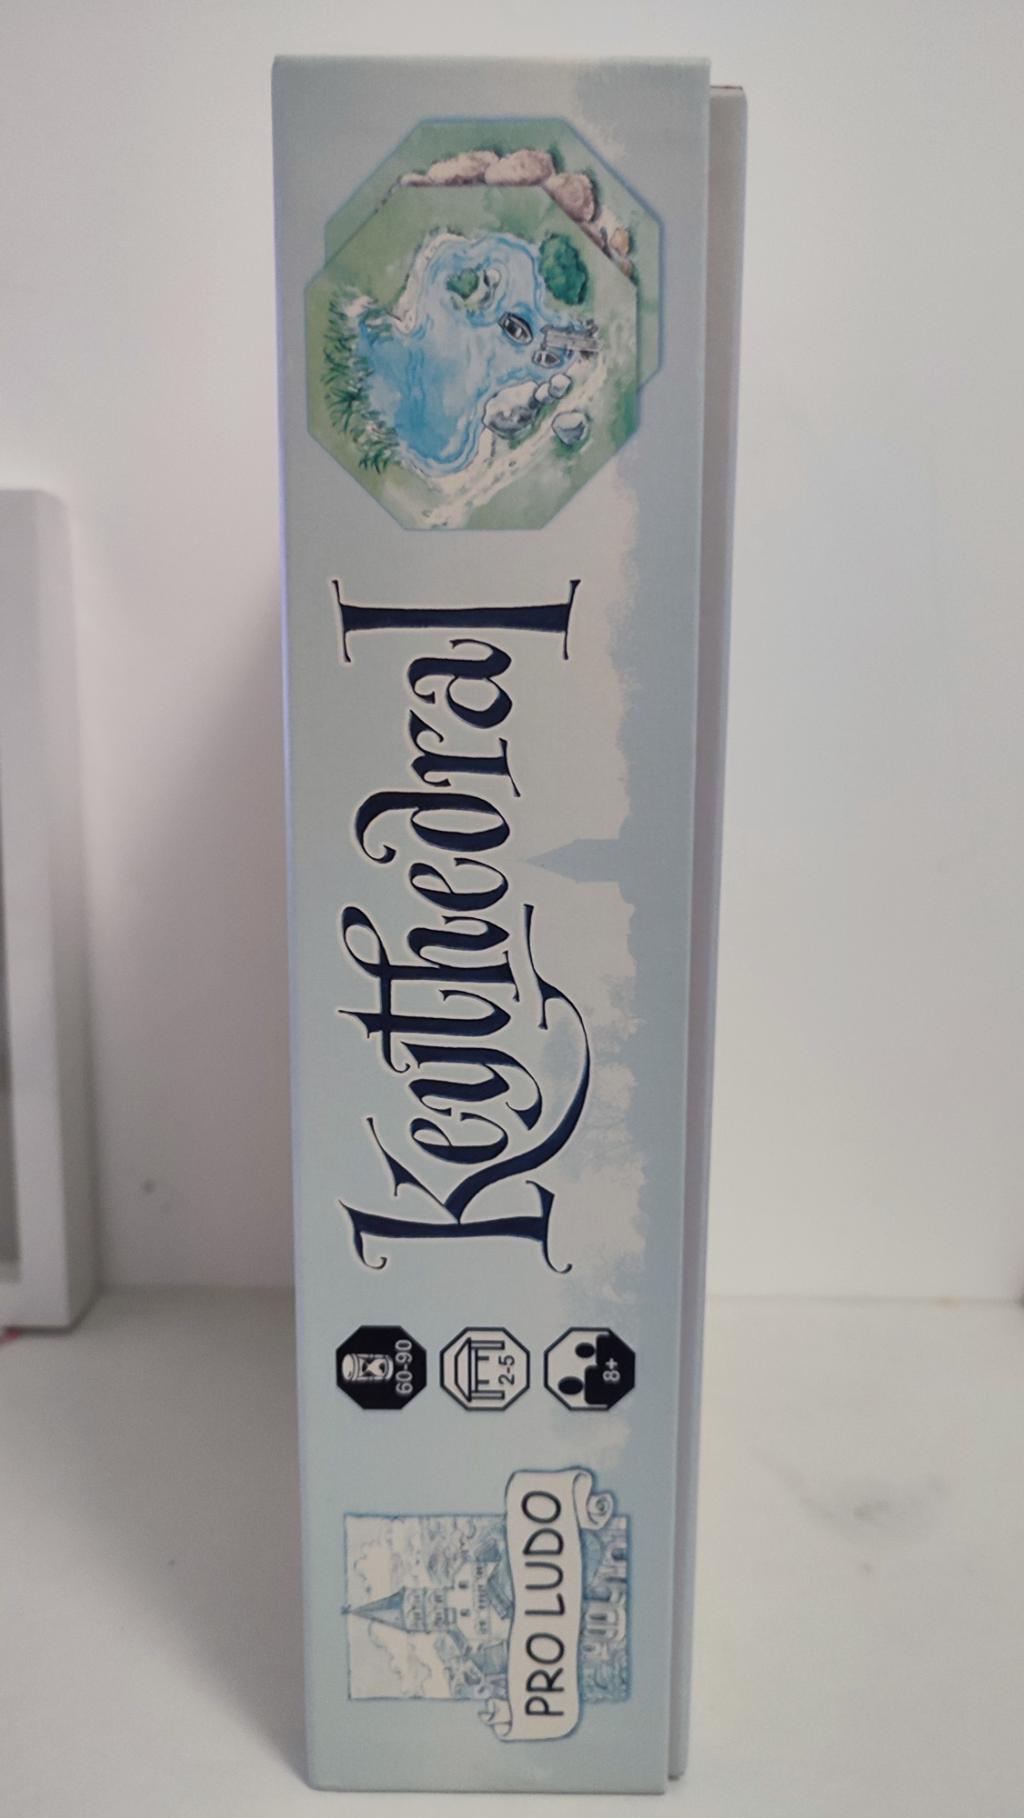 PRO LUDO
60-90
2-5
8+
Keythedral